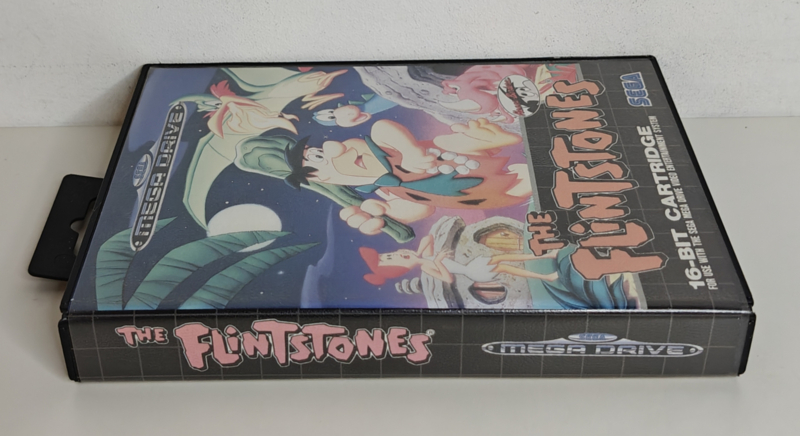 SEGA
MEGA DRIVE
SEGA
THE
FLINTSTONES
16-BIT CARTRIDGE
FOR USE WITH THE SEGA MEGA DRIVE VIDEO ENTERTAINMENT SYSTEM
THE FLINTSTONES
SEGA
MEGA DRIVE